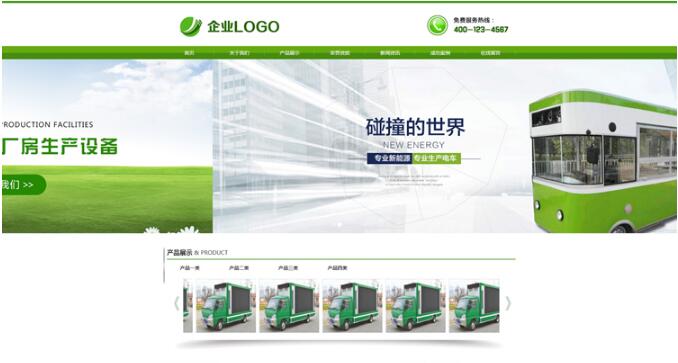 企业LOGO
免费服务热线:
400-123-4567
首页 关于我们 产品展示 荣誉资质 新闻资讯 成功案例 在线留言
PRODUCTION FACILITIES
厂房生产设备
我们 >>
碰撞的世界
NEW ENERGY
专业新能源 专业生产电车
产品展示 & PRODUCT
产品一类 产品二类 产品三类 产品四类